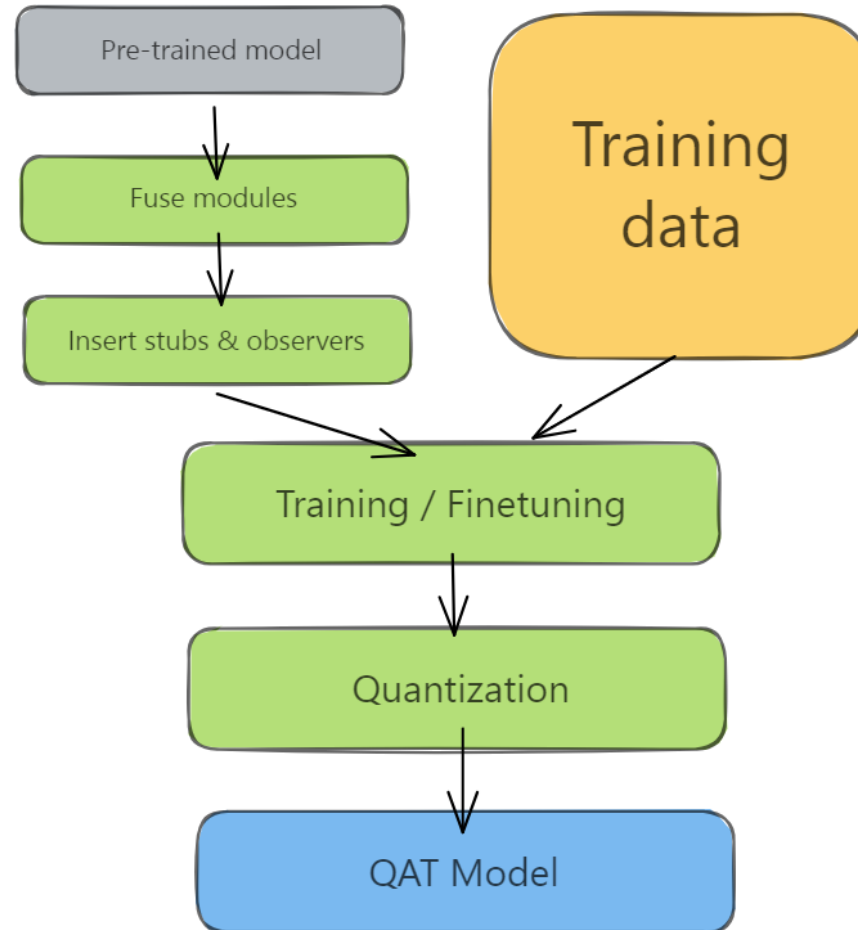 Pre-trained model
Training
data
Fuse modules
Insert stubs & observers
Training / Finetuning
Quantization
QAT Model